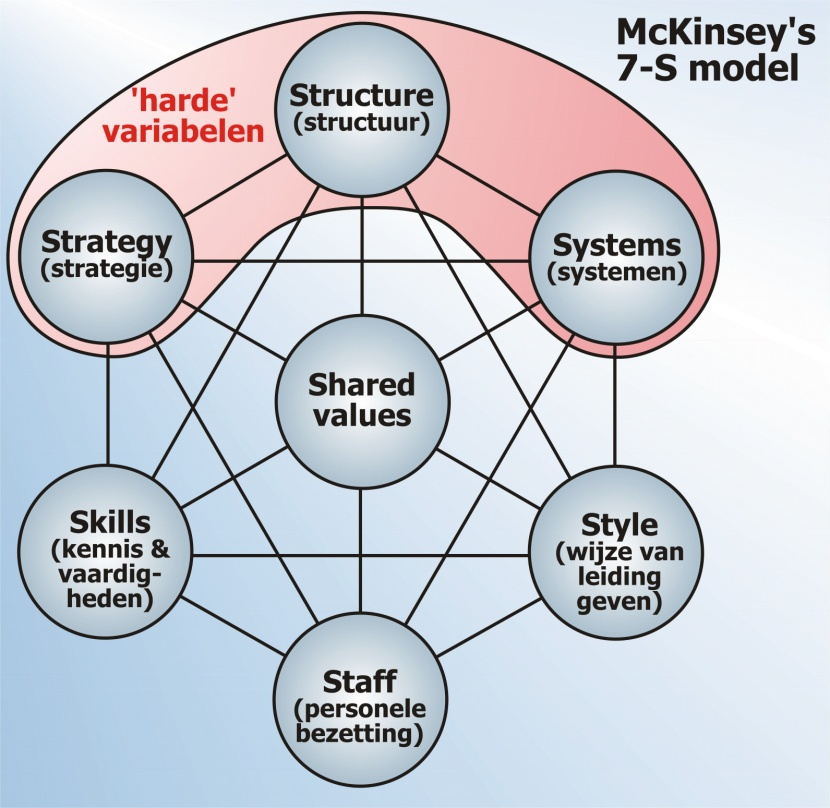 McKinsey's
7-S model
'harde'
variabelen
Structure
(structuur)
Strategy
(strategie)
Systems
(systemen)
Shared
values
Skills
(kennis &
vaardig-
heden)
Style
(wijze van
leiding
geven)
Staff
(personele
bezetting)